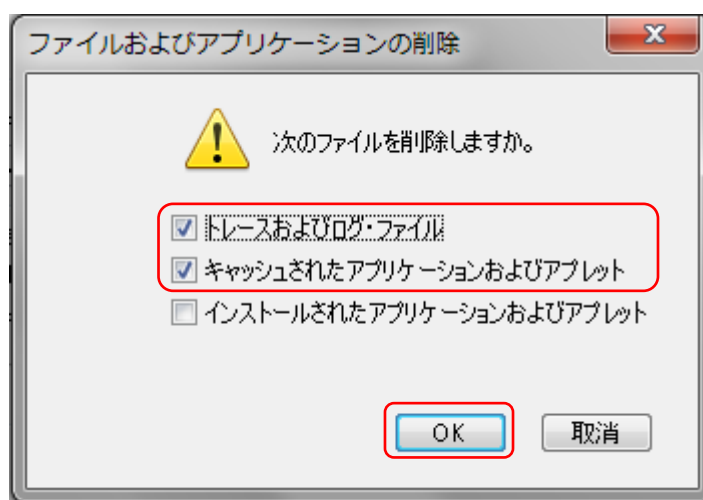 ファイルおよびアプリケーションの削除
次のファイルを削除しますか。
トレースおよびログ・ファイル
キャッシュされたアプリケーションおよびアプレット
インストールされたアプリケーションおよびアプレット
OK
取消